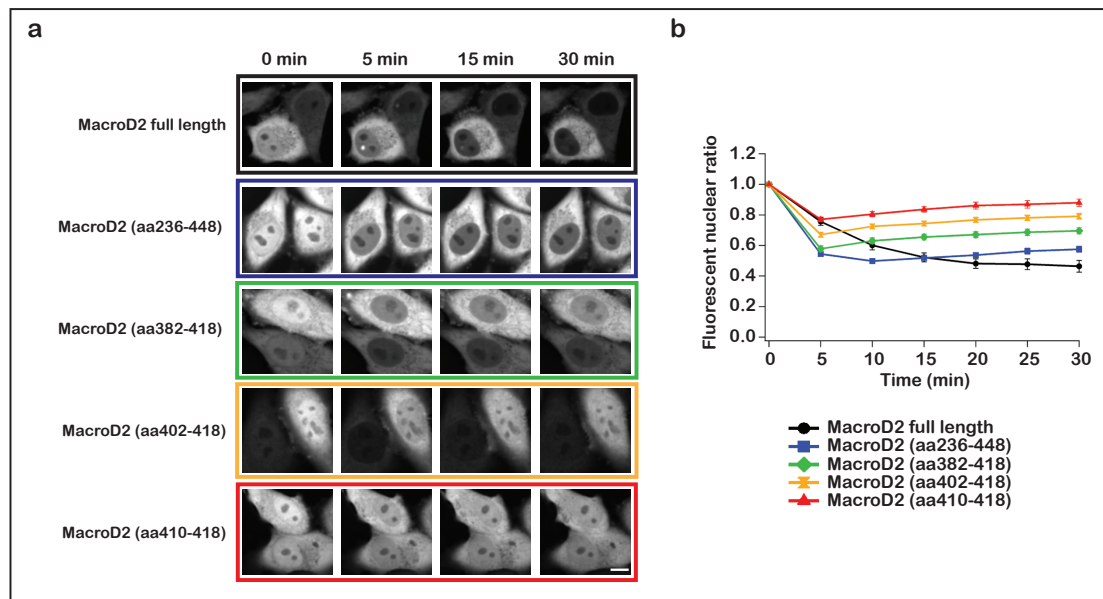 a
0 min 5 min 15 min 30 min
MacroD2 full length
MacroD2 (aa236-448)
MacroD2 (aa382-418)
MacroD2 (aa402-418)
MacroD2 (aa410-418)
b
Fluorescent nuclear ratio
1.2
1.0
0.8
0.6
0.4
0.2
0.0
0 5 10 15 20 25 30
Time (min)
MacroD2 full length
MacroD2 (aa236-448)
MacroD2 (aa382-418)
MacroD2 (aa402-418)
MacroD2 (aa410-418)